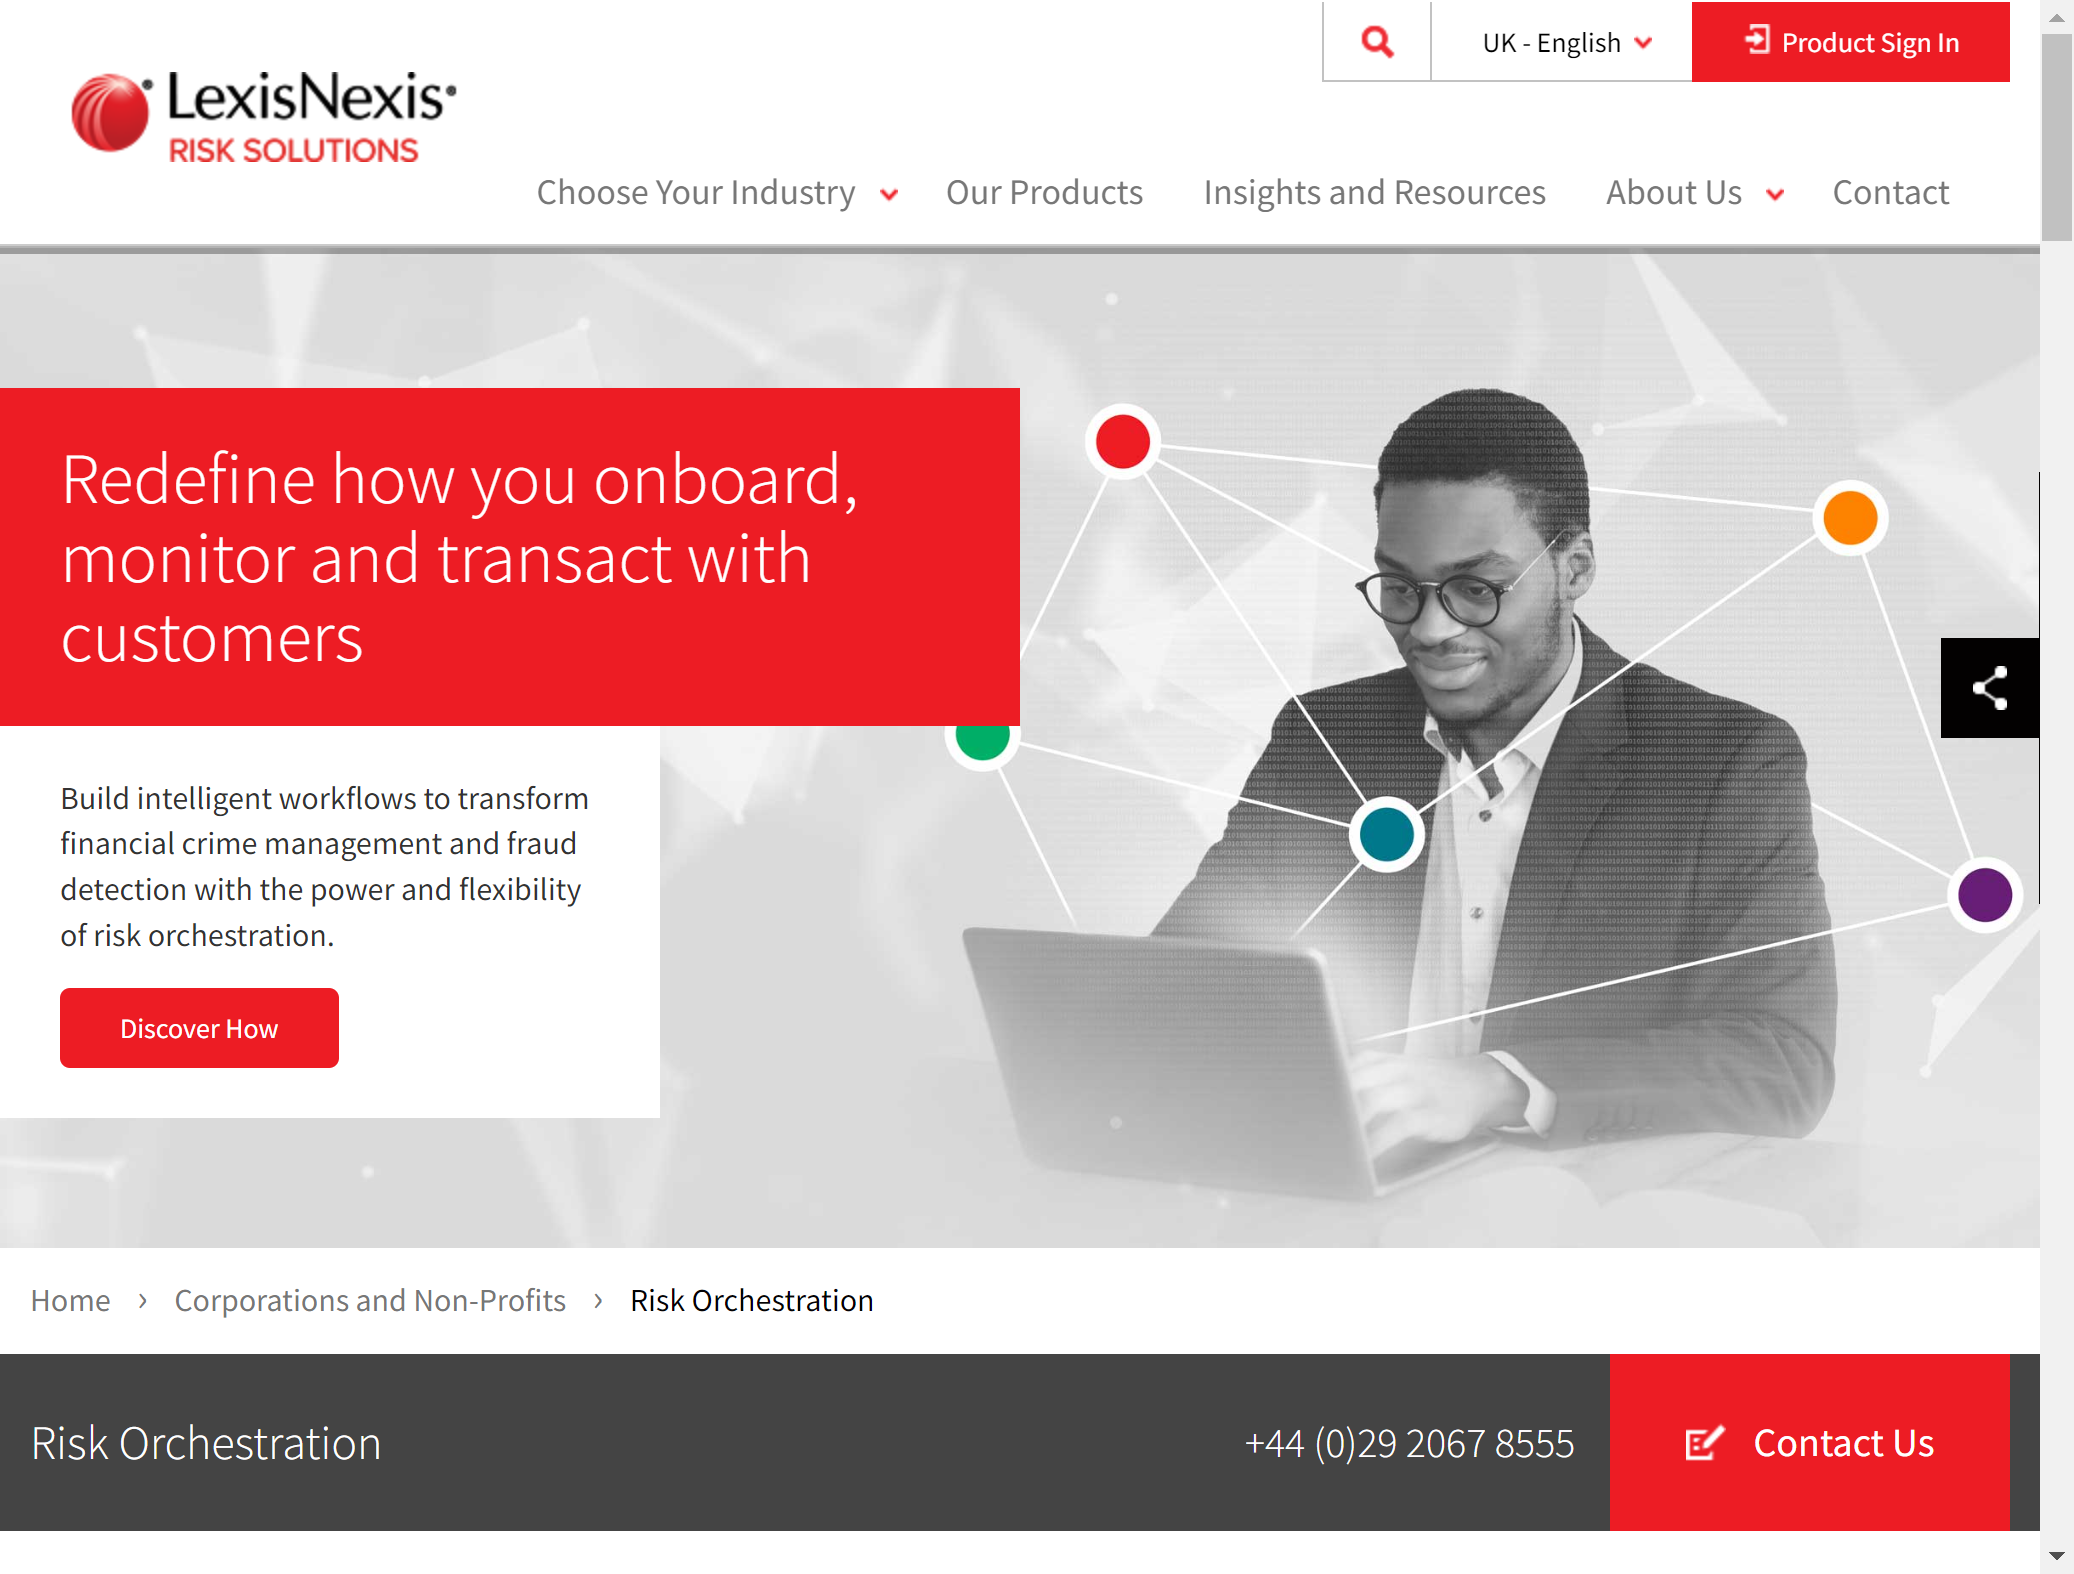 UK - English
Product Sign In
LexisNexis
RISK SOLUTIONS
Choose Your Industry
Our Products
Insights and Resources
About Us
Contact
Redefine how you onboard,
monitor and transact with
customers
Build intelligent workflows to transform
financial crime management and fraud
detection with the power and flexibility
of risk orchestration.
Discover How
Home › Corporations and Non-Profits › Risk Orchestration
Risk Orchestration
+44 (0)29 2067 8555
Contact Us